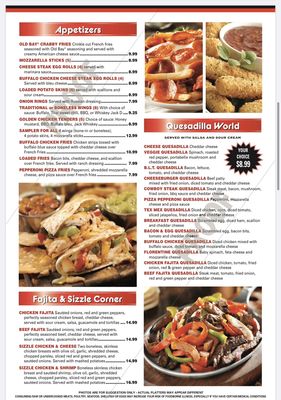 Appetizers
OLD BAY® CRABBY FRIES Crinkle cut French fries
seasoned with Old Bay® seasoning and served with
creamy American cheese sauce 8.99
MOZZARELLA STICKS (5) 8.99
CHEESE STEAK EGG ROLLS (4) served with
marinara sauce 8.99
BUFFALO CHICKEN CHEESE STEAK EGG ROLLS (4)
Served with bleu cheese 8.99
LOADED POTATO SKINS served with scallions and
sour cream 8.99
ONION RINGS Served with Russian dressing 7.99
TRADITIONAL or BONELESS WINGS (8) With choice of
sauce: Buffalo, Thai sweet chili, BBQ, or whiskey Jack D 9.25
GOLDEN CHICKEN TENDERS Choice of sauce: Honey
mustard, BBQ, Buffalo bleu, Jack Whiskey
SAMPLER FOR ALL 4 wings (bone-in or boneless),
4 potato skins, 4 mozzarella sticks 12.99
BUFFALO CHICKEN FRIES Chicken strips tossed with
buffalo blue sauce topped with cheddar cheese over
French fries 10.99
LOADED FRIES Bacon bits, cheddar cheese, and scallion
over French fries. Served with ranch dressing 7.99
PEPPERONI PIZZA FRIES Pepperoni, shredded mozzarella
cheese, and pizza sauce over French fries 7.99
Fajita & Sizzle Corner
CHICKEN FAJITA Sautéed onions, red and green peppers,
perfectly seasoned chicken breast, cheddar cheese,
served with sour cream, salsa, guacamole and tortillas 14.99
BEEF FAJITA Sautéed onions, red and green peppers,
perfectly seasoned beef, cheddar cheese, served with
sour cream, salsa, guacamole and tortillas 14.99
SIZZLING CHICKEN & CHEESE Two boneless, skinless
chicken breasts with olive oil, garlic, shredded cheese,
chopped parsley, sliced red and green peppers, and
sautéed onions. Served with mashed potato 14.99
SIZZLING CHICKEN & SHRIMP Boneless skinless chicken
breast and sautéed shrimp, olive oil, garlic, shredded
cheese, chopped parsley, sliced red and green peppers,
sautéed onions. Served with mashed potato 16.99
Quesadilla World
SERVED WITH SALSA AND SOUR CREAM
YOUR
CHOICE
$8.99
CHEESE QUESADILLA Cheddar cheese
VEGGIE QUESADILLA Spinach, roasted
red pepper, portabella mushroom and
cheddar cheese
B.L.T. QUESADILLA Bacon, lettuce,
tomato, and cheddar cheese
CHEESEBURGER QUESADILLA Beef patty
mixed with fried onion, diced tomato and cheddar cheese
COWBOY STEAK QUESADILLA Diced steak, bacon, mushroom,
fried onion, bbq sauce and cheddar cheese
PIZZA PEPPERONI QUESADILLA Pepperoni, mozzarella
cheese and pizza sauce
TEX MEX QUESADILLA Diced chicken, corn, diced tomato,
sliced jalapeños, fried onion and cheddar cheese
BREAKFAST QUESADILLA Scrambled egg, diced ham, scallion
and cheddar cheese
BACON & EGG QUESADILLA Scrambled egg, bacon bits,
tomato and cheddar cheese
BUFFALO CHICKEN QUESADILLA Diced chicken mixed with
buffalo sauce, diced tomato and mozzarella cheese
FLORENTINE QUESADILLA Baby spinach, feta cheese and
mozzarella cheese
CHICKEN FAJITA QUESADILLA Diced chicken, tomato, fried
onion, red & green pepper and cheddar cheese
BEEF FAJITA QUESADILLA Steak meat, tomato, fried onion,
red and green pepper and cheddar cheese
PHOTOS ARE FOR SUGGESTION ONLY - ACTUAL PLATTERS MAY APPEAR DIFFERENT
CONSUMING RAW OR UNDERCOOKED MEATS, POULTRY, SEAFOOD, SHELLFISH OR EGGS MAY INCREASE YOUR RISK OF FOODBORNE ILLNESS, ESPECIALLY IF YOU HAVE CERTAIN MEDICAL CONDITIONS